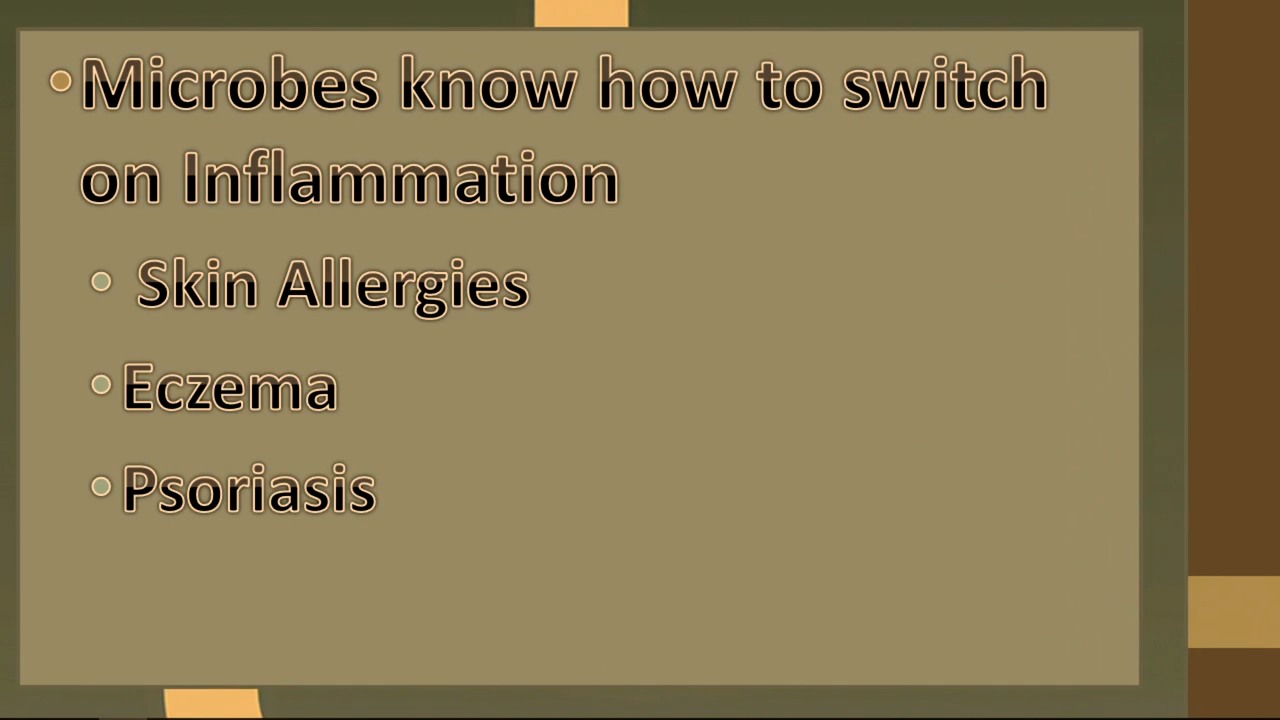 •Microbes know how to switch
on Inflammation
• Skin Allergies
•Eczema
•Psoriasis